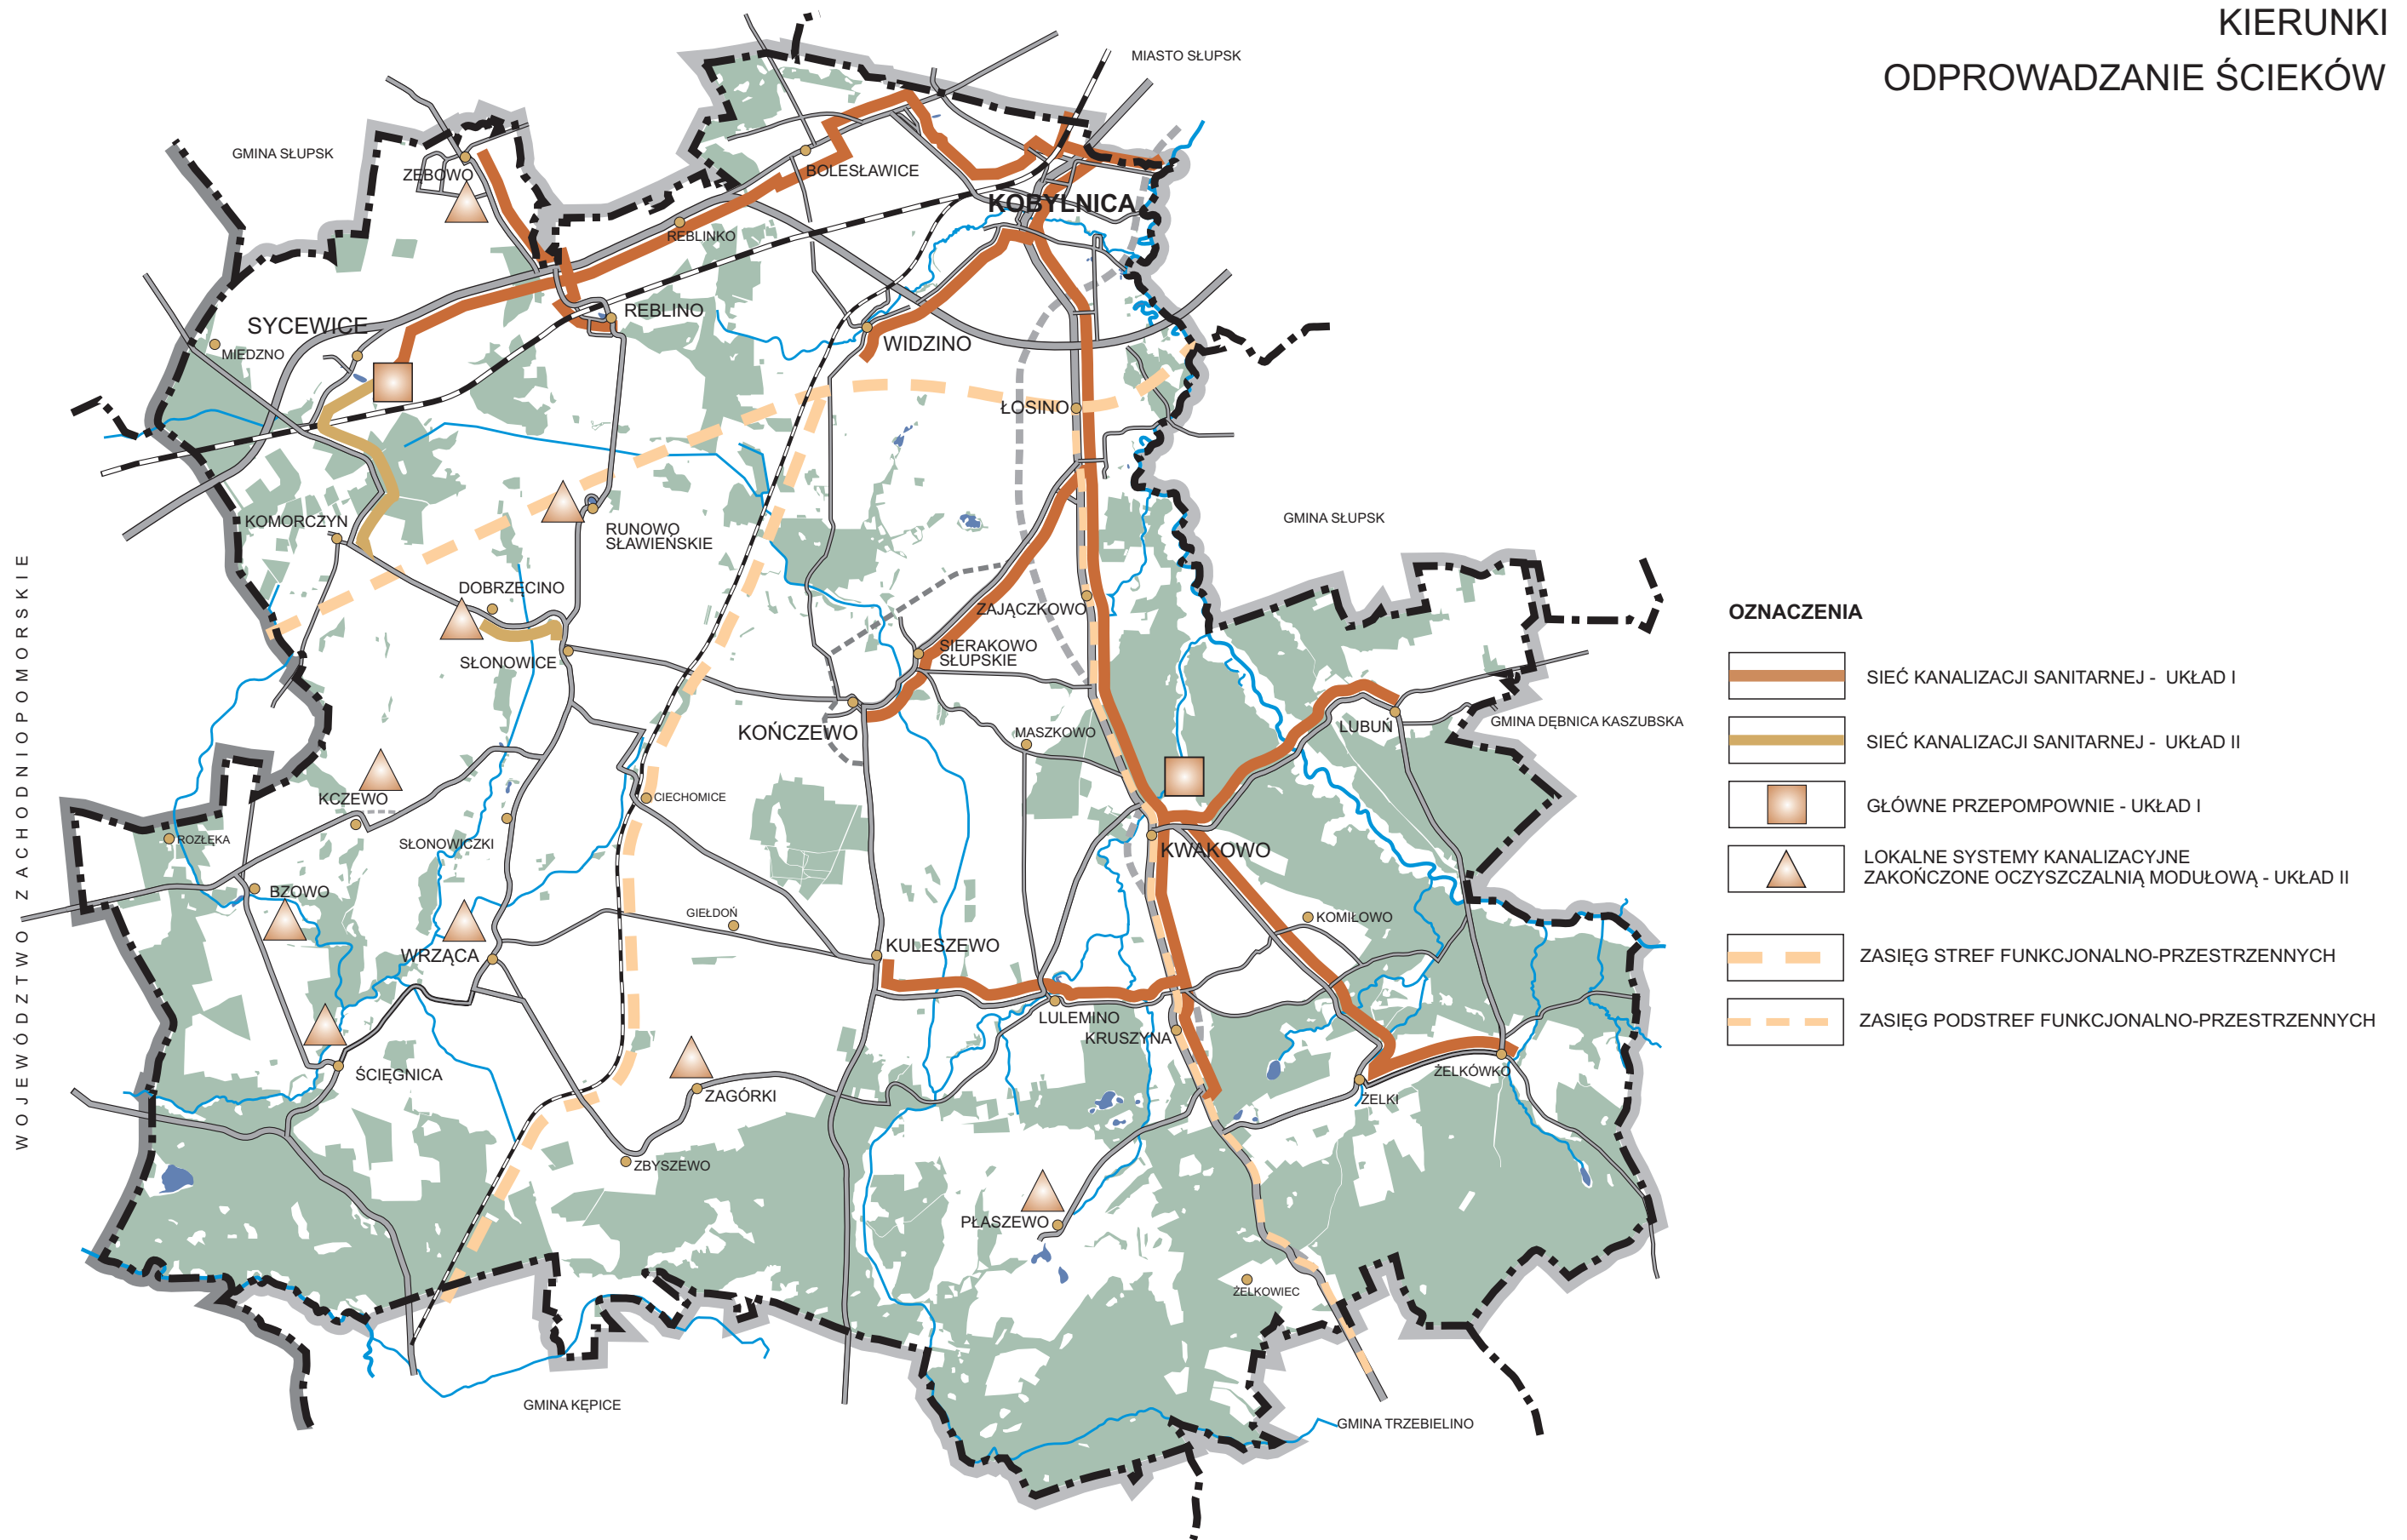 KIERUNKI
ODPROWADZANIE ŚCIEKÓW
MIASTO SŁUPSK
GMINA SŁUPSK
ZĘBOWO
BOLESŁAWICE
KOBYLNICA
REBLINKO
REBLINO
SYCEWICE
MIEDZNO
WIDZINO
ŁOSINO
KOMORCZYN
RUNOWO
SŁAWIEŃSKIE
GMINA SŁUPSK
DOBRZĘCINO
ZAJĄCZKOWO
SIERAKOWO
SŁUPSKIE
SŁONOWICE
KOŃCZEWO
MASZKOWO
LUBUŃ
GMINA DĘBNICA KASZUBSKA
WOJEWÓDZTWO ZACHODNIOPOMORSKIE
KCZEWO
CIECHOMICE
ROZŁĘKA
SŁONOWICZKI
KWAKOWO
BZOWO
GIEŁDOŃ
KOMIŁOWO
WRZĄCA
KULESZEWO
LULEMINO
KRUSZYNA
ŚCIĘGNICA
ZAGÓRKI
ŻELKÓWKO
ŻELKI
ZBYSZEWO
PŁASZEWO
ŻELKOWIEC
GMINA KĘPICE
GMINA TRZEBIELINO
OZNACZENIA
SIEĆ KANALIZACJI SANITARNEJ - UKŁAD I
SIEĆ KANALIZACJI SANITARNEJ - UKŁAD II
GŁÓWNE PRZEPOMPOWNIE - UKŁAD I
LOKALNE SYSTEMY KANALIZACYJNE
ZAKOŃCZONE OCZYSZCZALNIĄ MODUŁOWĄ - UKŁAD II
ZASIĘG STREF FUNKCJONALNO-PRZESTRZENNYCH
ZASIĘG PODSTREF FUNKCJONALNO-PRZESTRZENNYCH